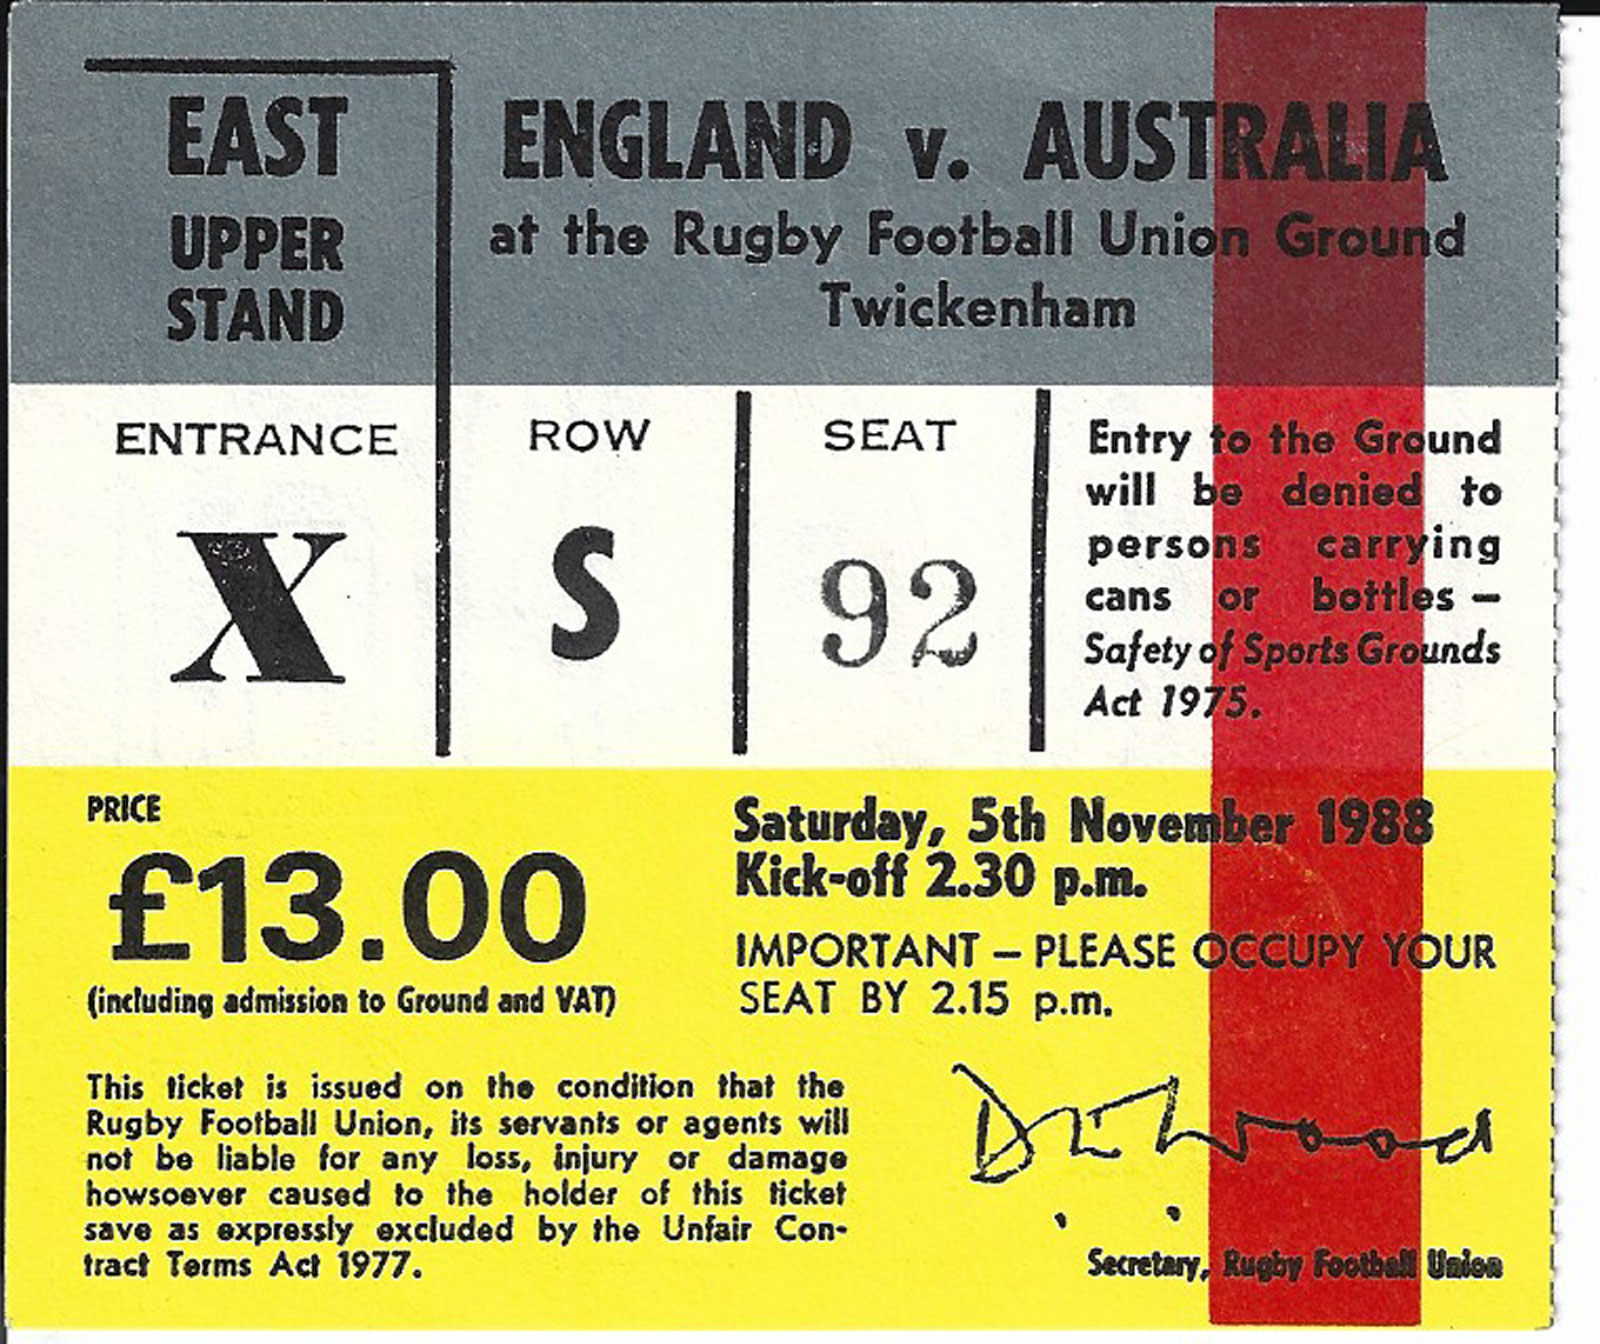 EAST
UPPER
STAND
ENGLAND v. AUSTRALIA
at the Rugby Football Union Ground
Twickenham
ENTRANCE
X
ROW
S
SEAT
92
Entry to the Ground
will be denied to
persons carrying
cans or bottles –
Safety of Sports Grounds
Act 1975.
PRICE
£13.00
(including admission to Ground and VAT)
Saturday, 5th November 1988
Kick-off 2.30 p.m.
IMPORTANT – PLEASE OCCUPY YOUR
SEAT BY 2.15 p.m.
This ticket is issued on the condition that the
Rugby Football Union, its servants or agents will
not be liable for any loss, injury or damage
howsoever caused to the holder of this ticket
save as expressly excluded by the Unfair Con-
tract Terms Act 1977.
Wood
Secretary, Rugby Football Union